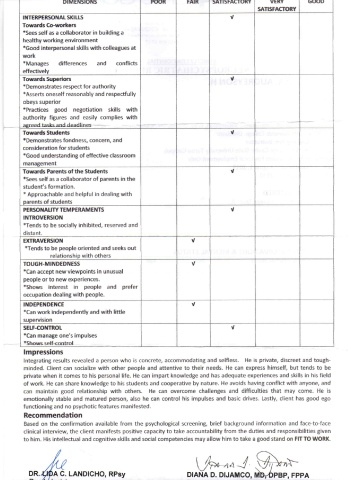 DIMENSIONS POOR FAIR SATISFACTORY VERY SATISFACTORY GOOD
INTERPERSONAL SKILLS √
Towards Co-workers
*Sees self as a collaborator in building a
healthy working environment
*Good interpersonal skills with colleagues at
work
*Manages differences and conflicts
effectively
Towards Superiors √
*Demonstrates respect for authority
*Asserts oneself reasonably and respectfully
obeys superior
*Practices good negotiation skills with
authority figures and easily complies with
agreed tasks and deadlines
Towards Students √
*Demonstrates fondness, concern, and
consideration for students
*Good understanding of effective classroom
management
Towards Parents of the Students √
*Sees self as a collaborator of parents in the
student's formation.
* Approachable and helpful in dealing with
parents of students
PERSONALITY TEMPERAMENTS √
INTROVERSION
*Tends to be socially inhibited, reserved and
distant.
EXTRAVERSION √
*Tends to be people oriented and seeks out
relationship with others
TOUGH-MINDEDNESS √
*Can accept new viewpoints in unusual
people or to new experiences.
*Shows interest in people and prefer
occupation dealing with people.
INDEPENDENCE √
*Can work independently and with little
supervision
SELF-CONTROL √
*Can manage one's impulses
*Shows self-control
Impressions
Integrating results revealed a person who is concrete, accommodating and selfless. He is private, discreet and tough-
minded. Client can socialize with other people and attentive to their needs. He can express himself, but tends to be
private when it comes to his personal life. He can impart knowledge and has adequate experiences and skills in his field
of work. He can share knowledge to his students and cooperative by nature. He avoids having conflict with anyone, and
can maintain good relationship with others. He can overcome challenges and difficulties that may come. He is
emotionally stable and matured person, also he can control his impulses and basic drives. Lastly, client has good ego
functioning and no psychotic features manifested.
Recommendation
Based on the confirmation available from the psychological screening, brief background information and face-to-face
clinical interview, the client manifests positive capacity to take accountability from the duties and responsibilities given
to him. His intellectual and cognitive skills and social competencies may allow him to take a good stand on FIT TO WORK.
DR. LIDA C. LANDICHO, RPsy DIANA D. DIJAMCO, MD, DPBP, FPPA